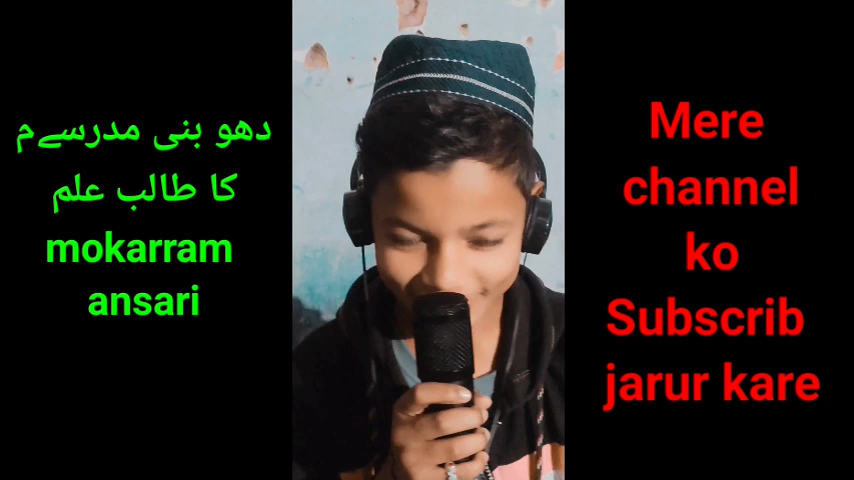 دھو بنی مدرسےم
کا طالب علم
mokarram
ansari
Mere
channel
ko
Subscrib
jarur kare